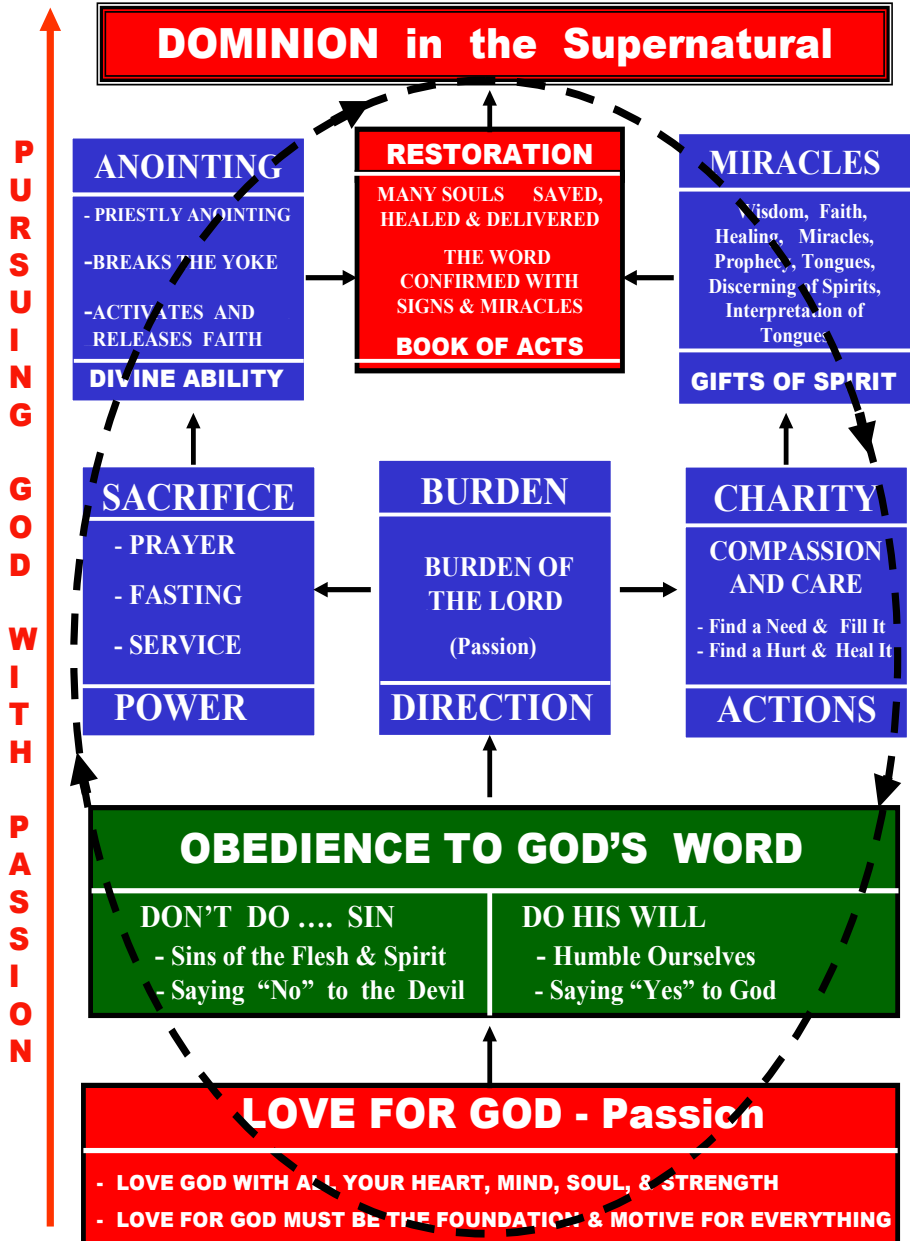 DOMINION in the Supernatural
PURSUING GOD WITH PASSION
ANOINTING
- PRIESTLY ANOINTING
-BREAKS THE YOKE
-ACTIVATES AND
RELEASES FAITH
DIVINE ABILITY
RESTORATION
MANY SOULS SAVED,
HEALED & DELIVERED
THE WORD
CONFIRMED WITH
SIGNS & MIRACLES
BOOK OF ACTS
MIRACLES
Wisdom, Faith,
Healing, Miracles,
Prophecy, Tongues,
Discerning of Spirits,
Interpretation of
Tongues
GIFTS OF SPIRIT
SACRIFICE
- PRAYER
- FASTING
- SERVICE
POWER
BURDEN
BURDEN OF
THE LORD
(Passion)
DIRECTION
CHARITY
COMPASSION
AND CARE
- Find a Need & Fill It
- Find a Hurt & Heal It
ACTIONS
OBEDIENCE TO GOD'S WORD
DON'T DO .... SIN
- Sins of the Flesh & Spirit
- Saying “No” to the Devil
DO HIS WILL
- Humble Ourselves
- Saying “Yes” to God
LOVE FOR GOD - Passion
- LOVE GOD WITH ALL YOUR HEART, MIND, SOUL, & STRENGTH
- LOVE FOR GOD MUST BE THE FOUNDATION & MOTIVE FOR EVERYTHING